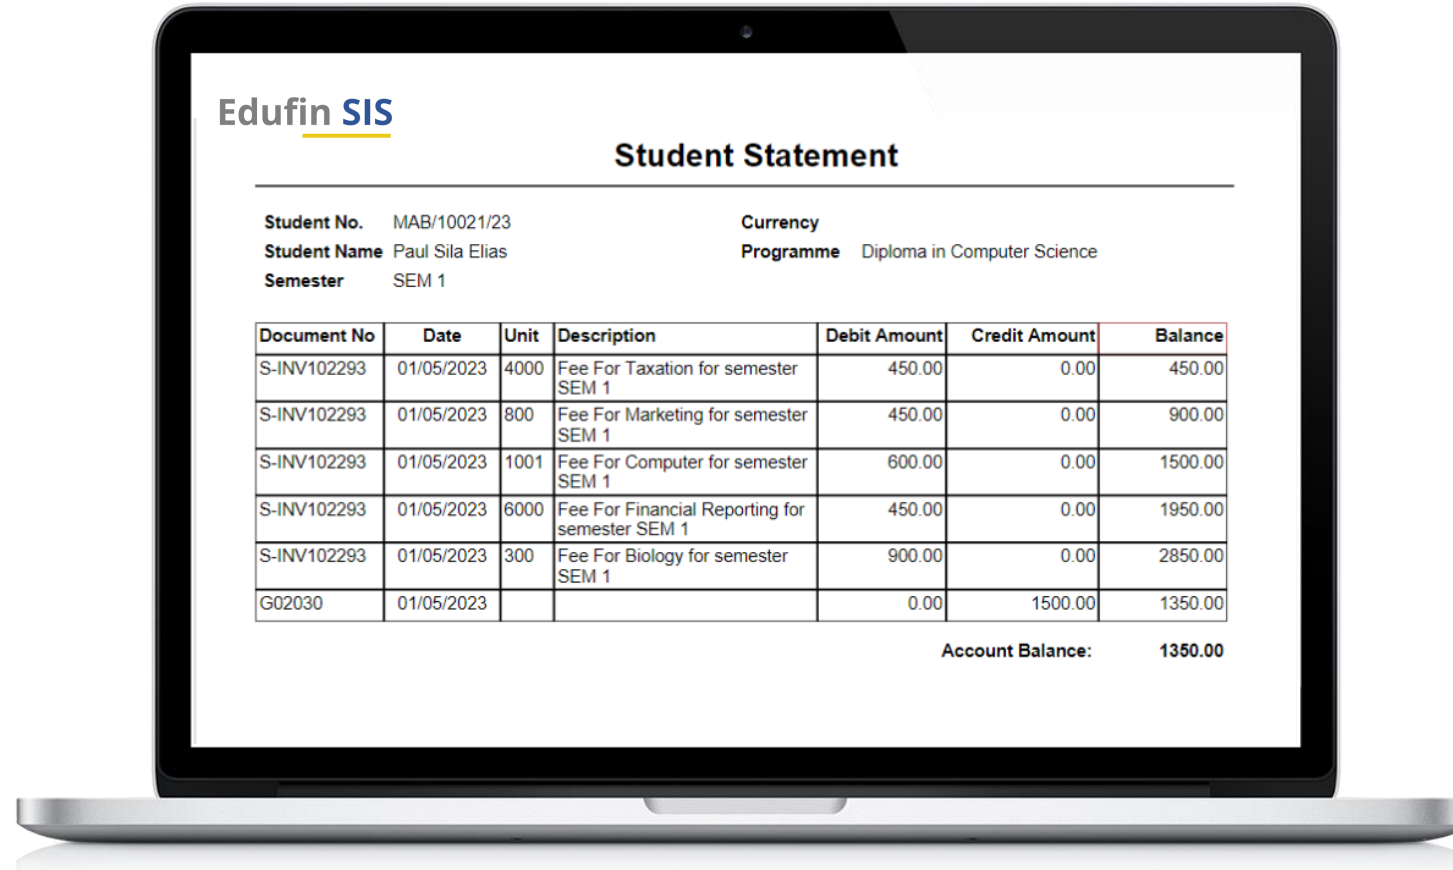 Edufin SIS
Student Statement
Student No. MAB/10021/23 Currency
Student Name Paul Sila Elias Programme Diploma in Computer Science
Semester SEM 1
Document No Date Unit Description Debit Amount Credit Amount Balance
S-INV102293 01/05/2023 4000 Fee For Taxation for semester 450.00 0.00 450.00
SEM 1
S-INV102293 01/05/2023 800 Fee For Marketing for semester 450.00 0.00 900.00
SEM 1
S-INV102293 01/05/2023 1001 Fee For Computer for semester 600.00 0.00 1500.00
SEM 1
S-INV102293 01/05/2023 6000 Fee For Financial Reporting for 450.00 0.00 1950.00
semester SEM 1
S-INV102293 01/05/2023 300 Fee For Biology for semester 900.00 0.00 2850.00
SEM 1
G02030 01/05/2023 0.00 1500.00 1350.00
Account Balance: 1350.00